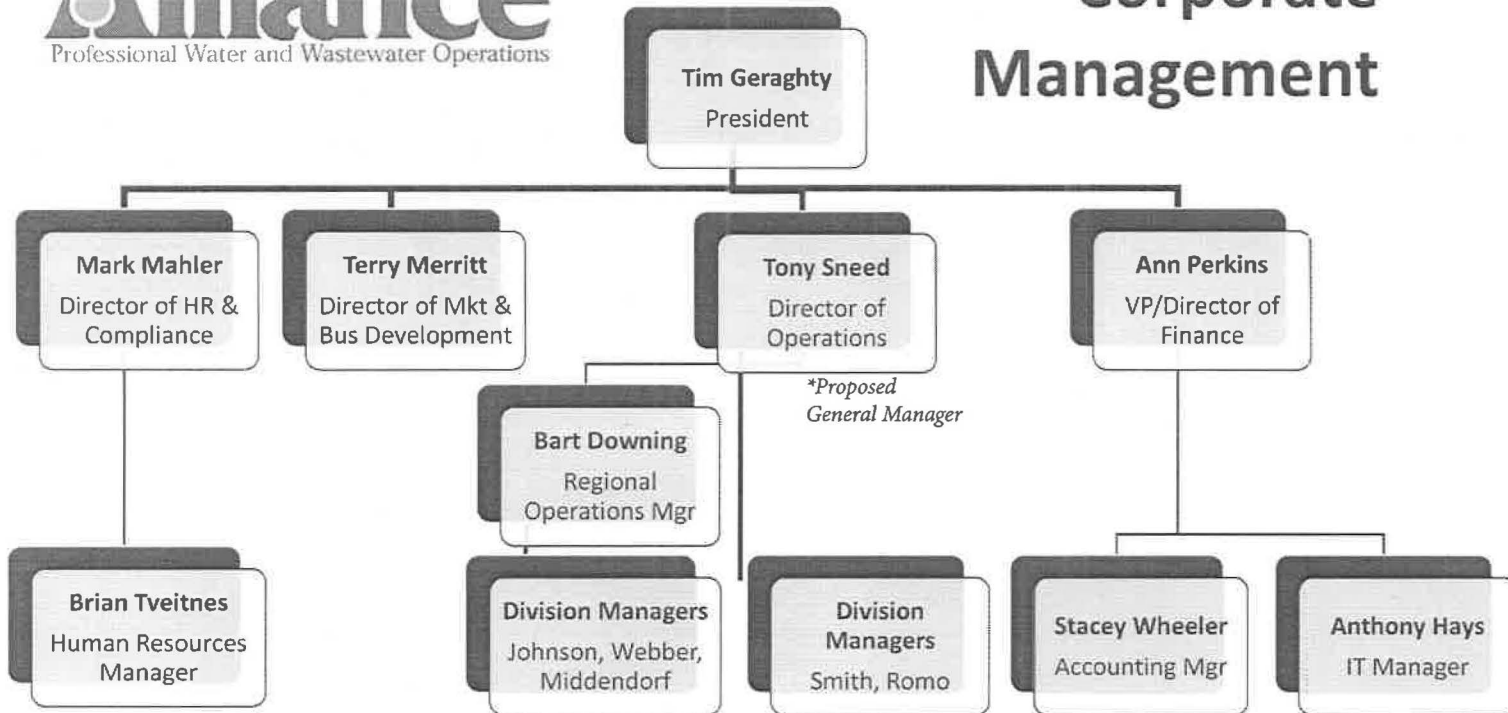 Alliance
Professional Water and Wastewater Operations
Corporate
Management
Tim Geraghty
President
Mark Mahler
Director of HR &
Compliance
Terry Merritt
Director of Mkt &
Bus Development
Tony Sneed
Director of
Operations
*Proposed
General Manager
Ann Perkins
VP/Director of
Finance
Bart Downing
Regional
Operations Mgr
Brian Tveitnes
Human Resources
Manager
Division Managers
Johnson, Webber,
Middendorf
Division
Managers
Smith, Romo
Stacey Wheeler
Accounting Mgr
Anthony Hays
IT Manager